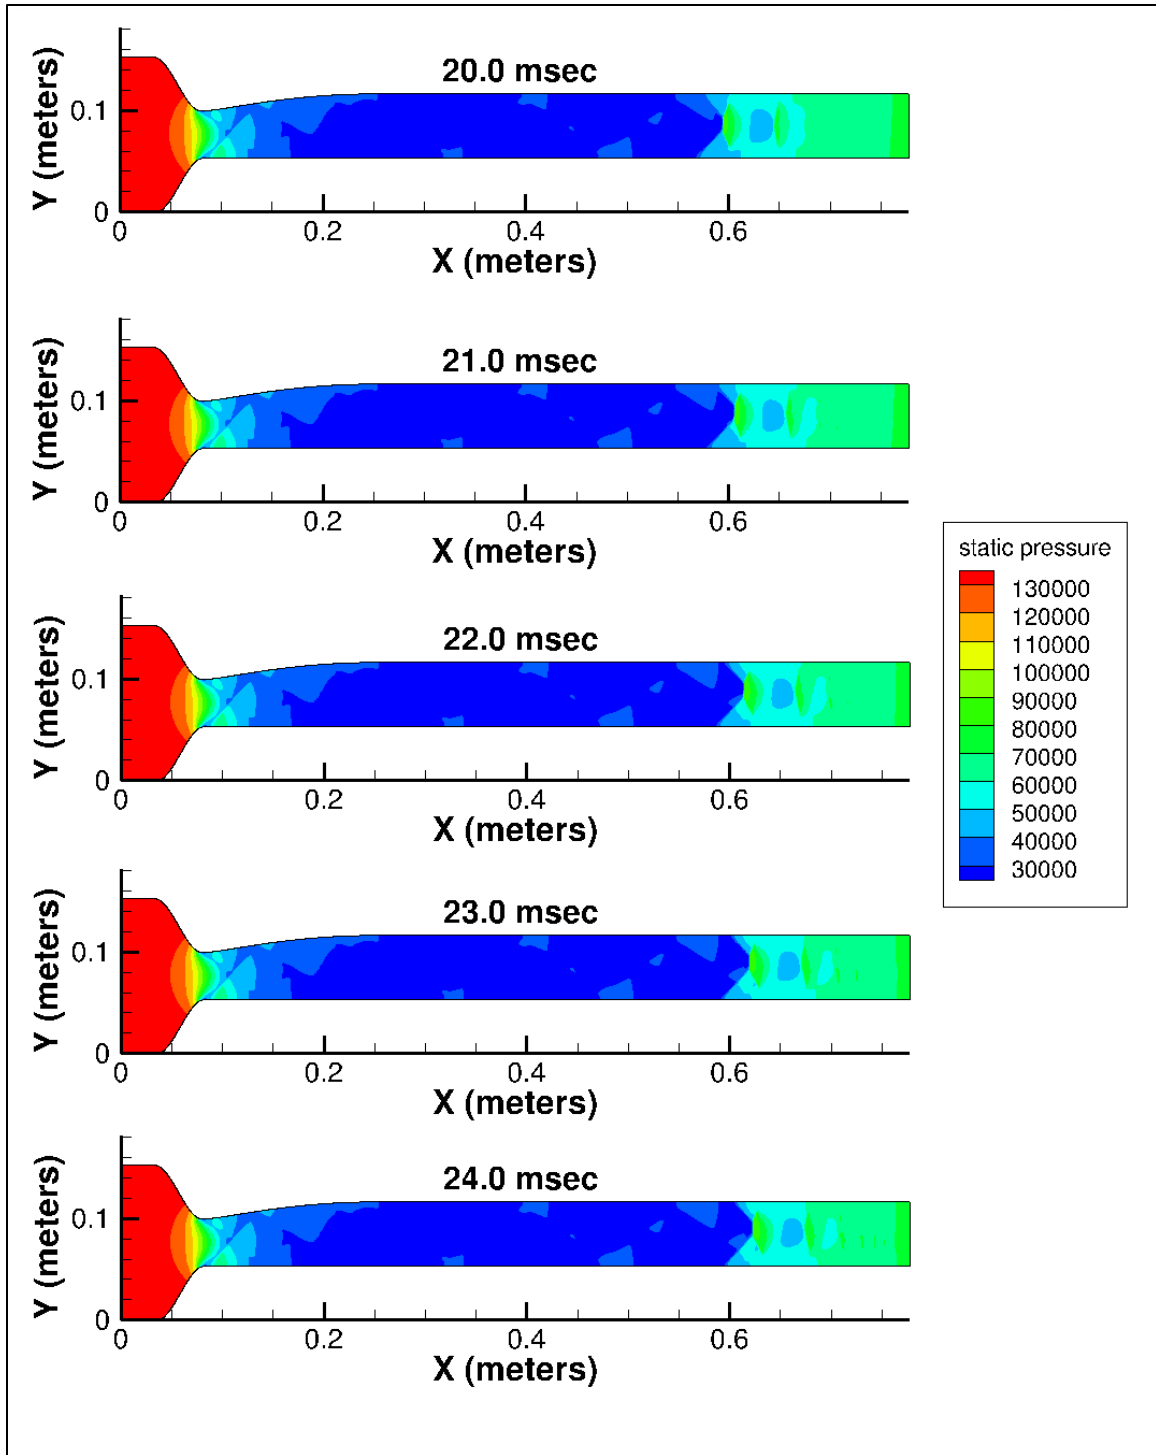 20.0 msec
Y (meters)
0.1
0
0 0.2 0.4 0.6
X (meters)
21.0 msec
Y (meters)
0.1
0
0 0.2 0.4 0.6
X (meters)
22.0 msec
Y (meters)
0.1
0
0 0.2 0.4 0.6
X (meters)
23.0 msec
Y (meters)
0.1
0
0 0.2 0.4 0.6
X (meters)
24.0 msec
Y (meters)
0.1
0
0 0.2 0.4 0.6
X (meters)
static pressure
130000
120000
110000
100000
90000
80000
70000
60000
50000
40000
30000